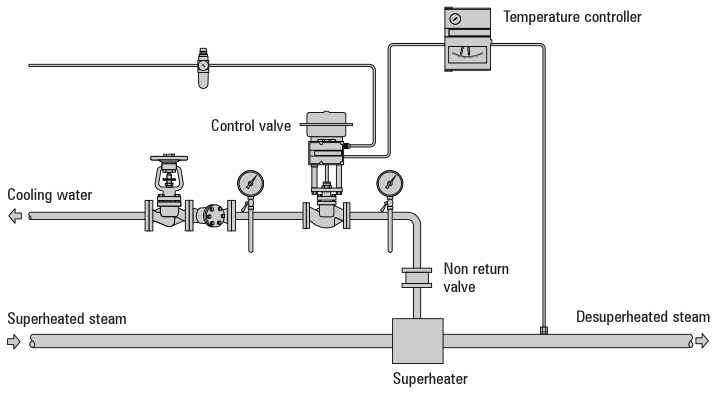 Temperature controller
Control valve
Cooling water
Non return
valve
Superheated steam
Desuperheated steam
Superheater